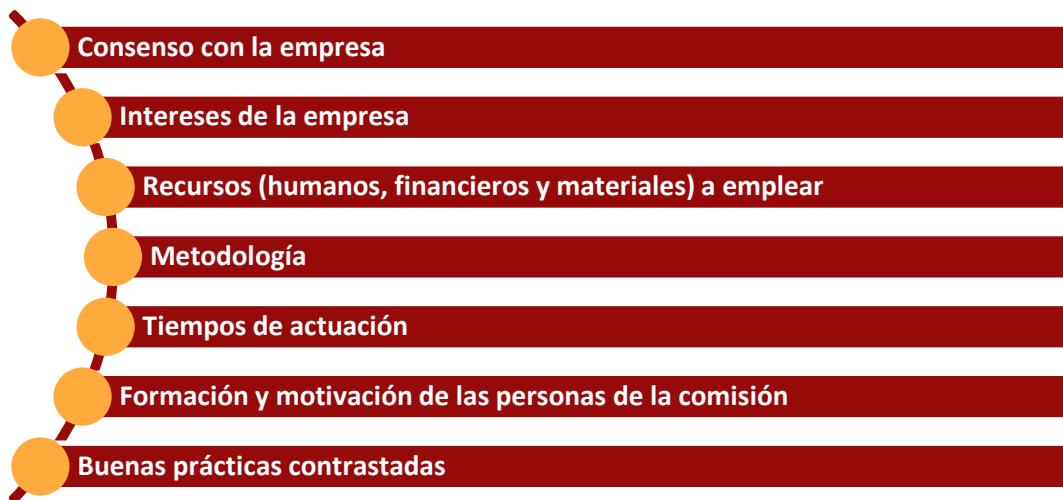 Consenso con la empresa
Intereses de la empresa
Recursos (humanos, financieros y materiales) a emplear
Metodología
Tiempos de actuación
Formación y motivación de las personas de la comisión
Buenas prácticas contrastadas